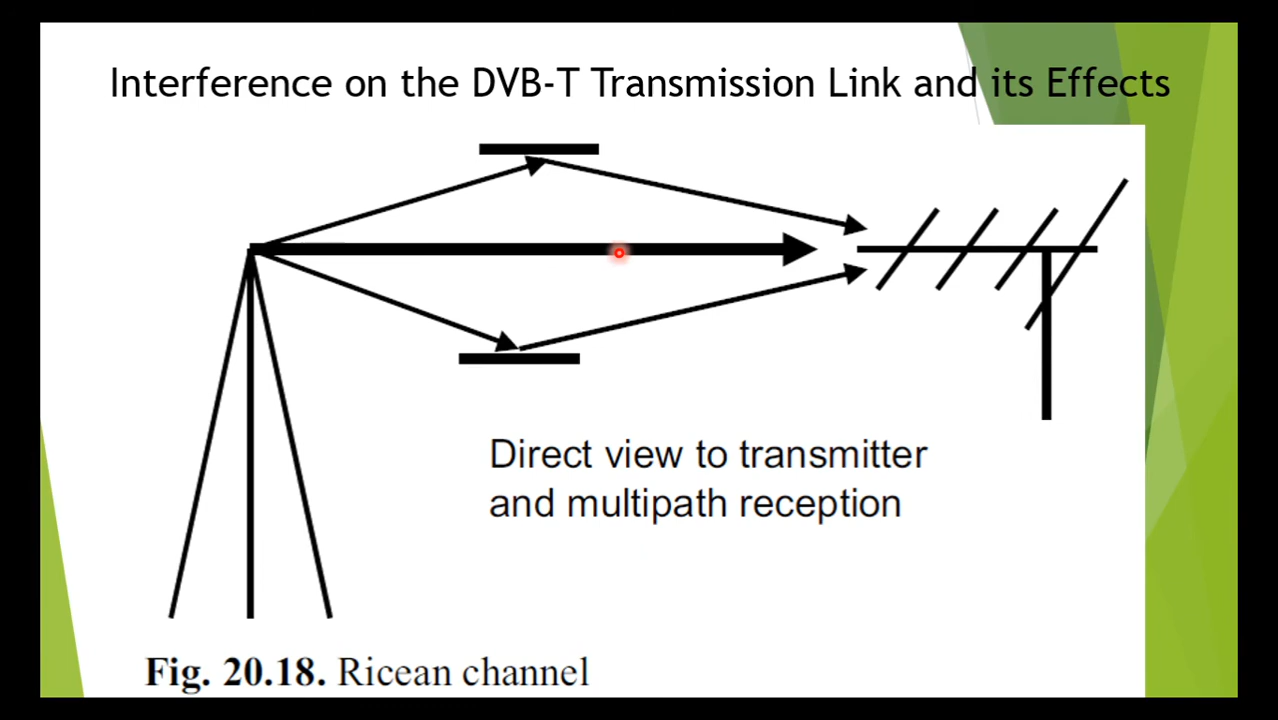 Interference on the DVB-T Transmission Link and its Effects
Direct view to transmitter
and multipath reception
Fig. 20.18. Ricean channel